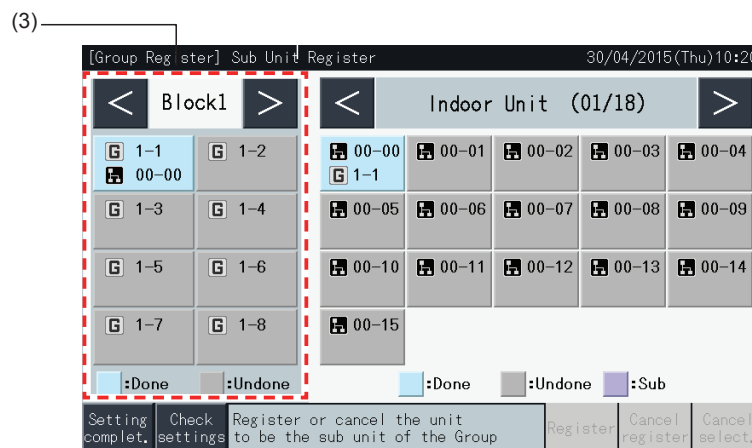 (3)
[Group Register] Sub Unit Register 30/04/2015(Thu)10:20
< Block1 > < Indoor Unit (01/18) >
G 1-1 G 1-2 00-00 00-01 00-02 00-03 00-04
00-00 G 1-1
G 1-3 G 1-4 00-05 00-06 00-07 00-08 00-09
G 1-5 G 1-6 00-10 00-11 00-12 00-13 00-14
G 1-7 G 1-8 00-15
:Done :Undone :Done :Undone :Sub
Setting Check Register or cancel the unit Register Cancel Cancel
complet. settings to be the sub unit of the Group register select.